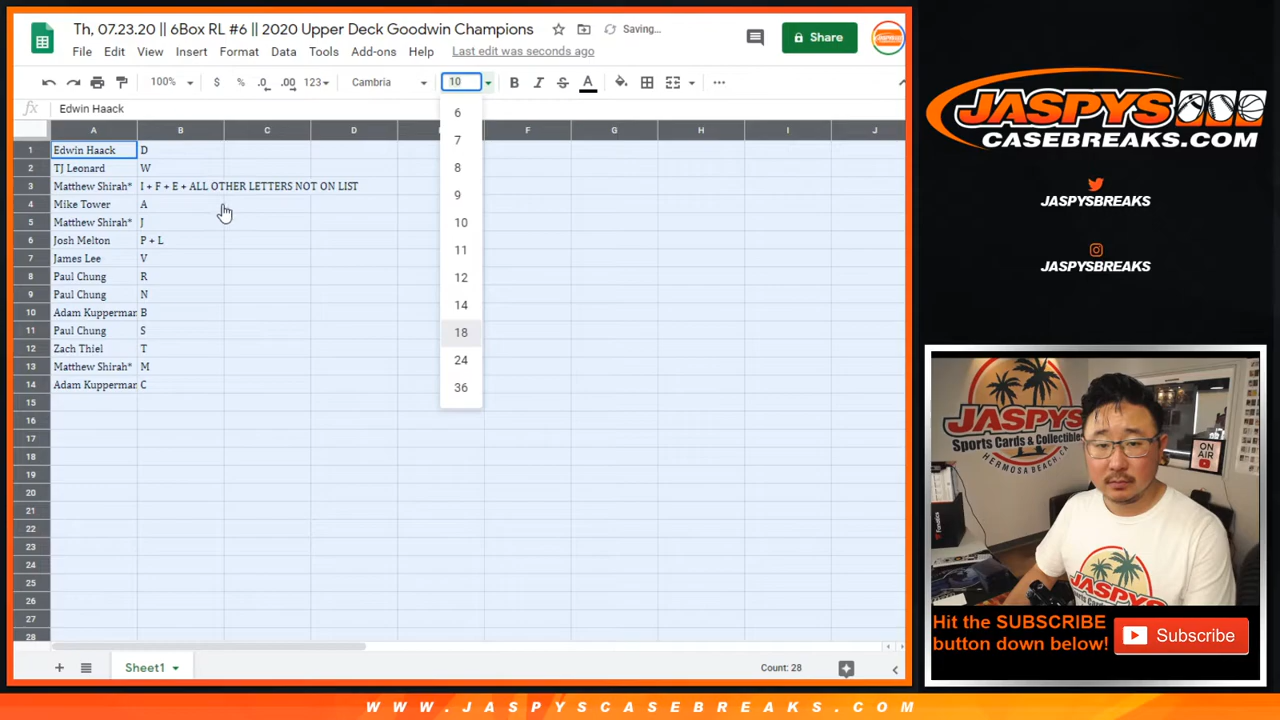 Th, 07.23.20 || 6Box RL #6 || 2020 Upper Deck Goodwin Champions
Saving...
File Edit View Insert Format Data Tools Add-ons Help Last edit was seconds ago
Share
100% $ % .0 .00 123 Cambria 10 B I S A
fx Edwin Haack
A B C D F G H I J
1 Edwin Haack D
2 TJ Leonard W
3 Matthew Shirah* I + F + E + ALL OTHER LETTERS NOT ON LIST
4 Mike Tower A
5 Matthew Shirah* J
6 Josh Melton P + L
7 James Lee V
8 Paul Chung R
9 Paul Chung N
10 Adam Kupperman B
11 Paul Chung S
12 Zach Thiel T
13 Matthew Shirah* M
14 Adam Kupperman C
15
16
17
18
19
20
21
22
23
24
25
26
27
28
6
7
8
9
10
11
12
14
18
24
36
Sheet1
Count: 28
JASPYS
CASEBREAKS.COM
JASPYSBREAKS
JASPYSBREAKS
JASPYS
Sports Cards & Collectibles
HERMOSA BEACH, CA
ON AIR
JASPYS
Hit the SUBSCRIBE
button down below!
Subscribe
WWW.JASPYSCASEBREAKS.COM